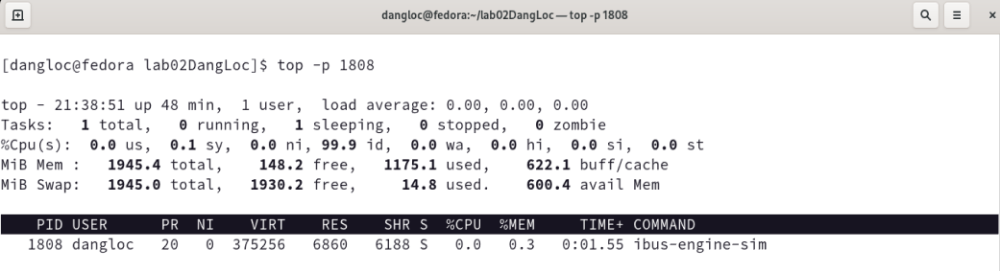 dangloc@fedora:~/lab02DangLoc — top -p 1808
[dangloc@fedora lab02DangLoc]$ top -p 1808
top - 21:38:51 up 48 min,  1 user,  load average: 0.00, 0.00, 0.00
Tasks:   1 total,   0 running,   1 sleeping,   0 stopped,   0 zombie
%Cpu(s):  0.0 us,  0.1 sy,  0.0 ni, 99.9 id,  0.0 wa,  0.0 hi,  0.0 si,  0.0 st
MiB Mem :   1945.4 total,    148.2 free,   1175.1 used,    622.1 buff/cache
MiB Swap:   1945.0 total,   1930.2 free,     14.8 used.    600.4 avail Mem
    PID USER      PR  NI    VIRT    RES    SHR S  %CPU  %MEM     TIME+ COMMAND
   1808 dangloc   20   0  375256   6860   6188 S   0.0   0.3   0:01.55 ibus-engine-sim